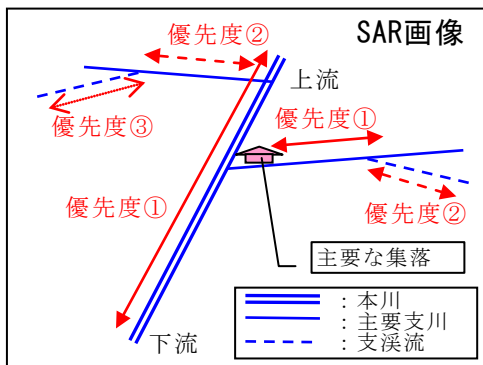 SAR画像
優先度②
上流
優先度③
優先度①
優先度①
優先度②
主要な集落
下流
：本川
：主要支川
：支渓流